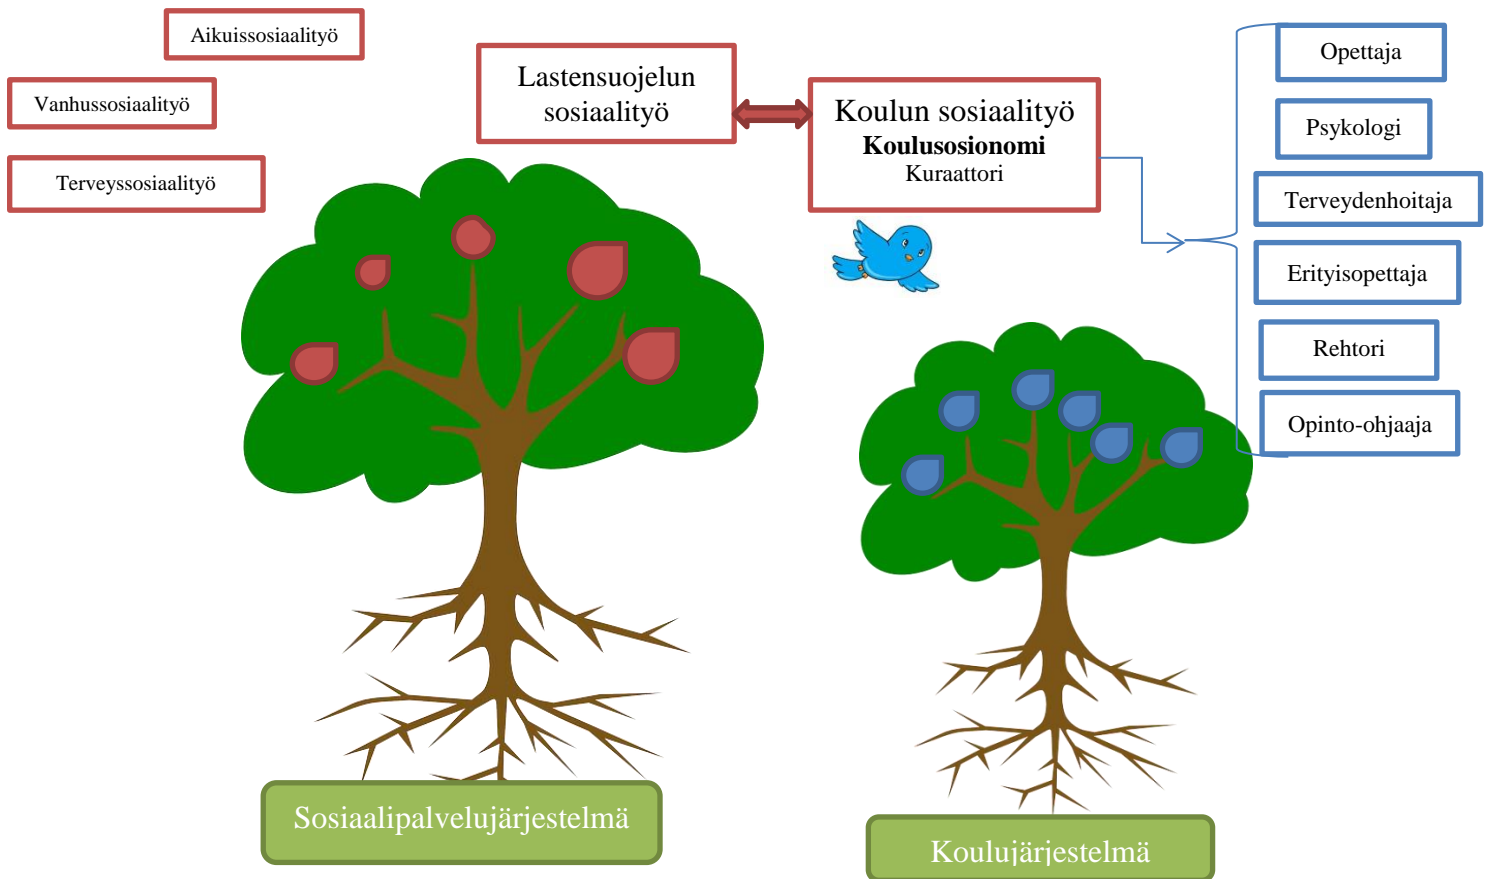 Aikuissosiaalityö
Vanhussosiaalityö
Terveyssosiaalityö
Lastensuojelun
sosiaalityö
Koulun sosiaalityö
Koulusosionomi
Kuraattori
Opettaja
Psykologi
Terveydenhoitaja
Erityisopettaja
Rehtori
Opinto-ohjaaja
Sosiaalipalvelujärjestelmä
Koulujärjestelmä